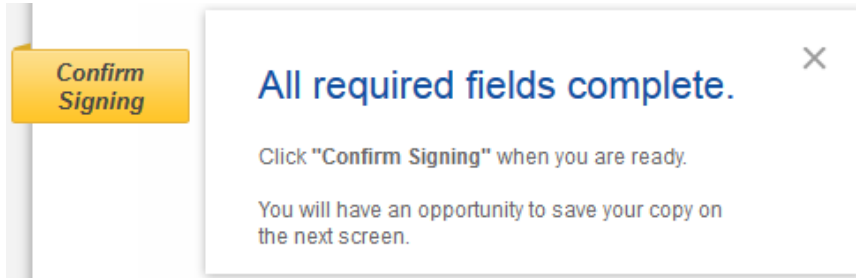 Confirm
Signing
All required fields complete.
Click "Confirm Signing" when you are ready.
You will have an opportunity to save your copy on
the next screen.